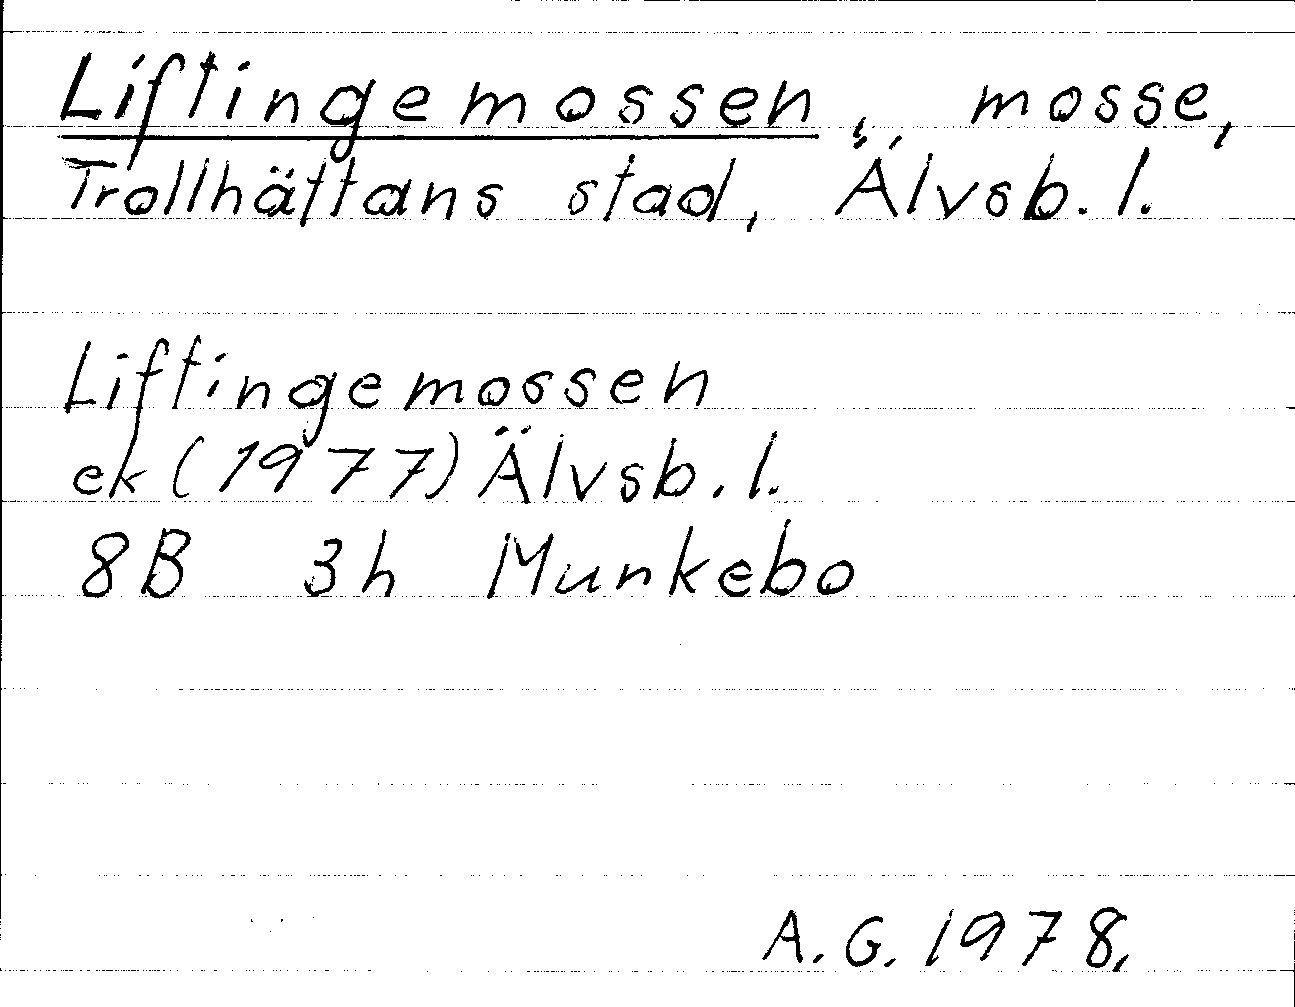 Liftingemossen, mosse,
Trollhättans stad, Älvsb. l.
Liftingemossen
ek (1977) Älvsb. l.
8B 3h Munkebo
A. G. 1978.